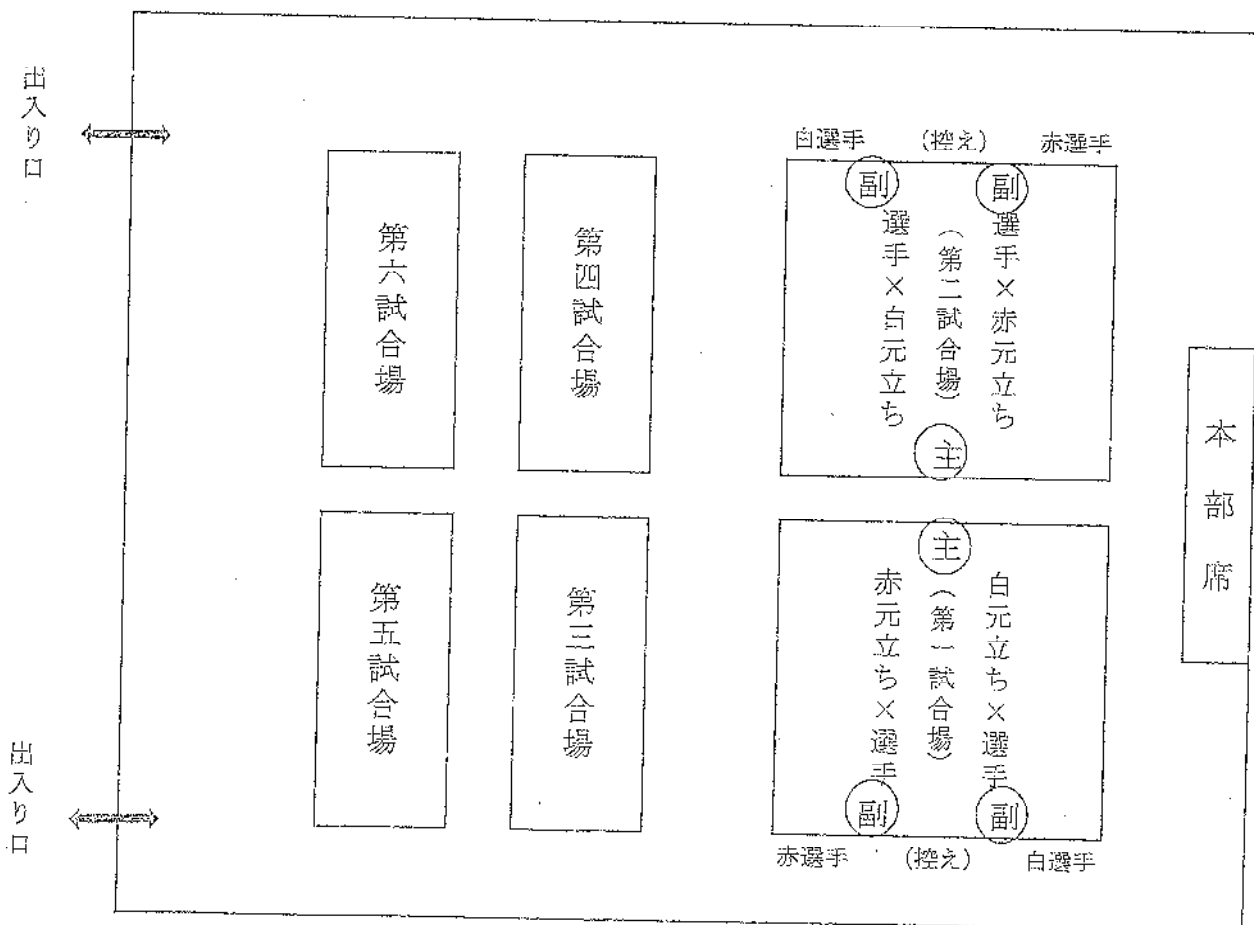 出入り口
出入り口
第六試合場
第四試合場
第五試合場
第三試合場
白選手 (控え) 赤選手
副
副
選手×赤元立ち
(第二試合場)
選手×白元立ち
主
主
白元立ち×選手
(第一試合場)
赤元立ち×選手
副
副
赤選手 (控え) 白選手
本部席